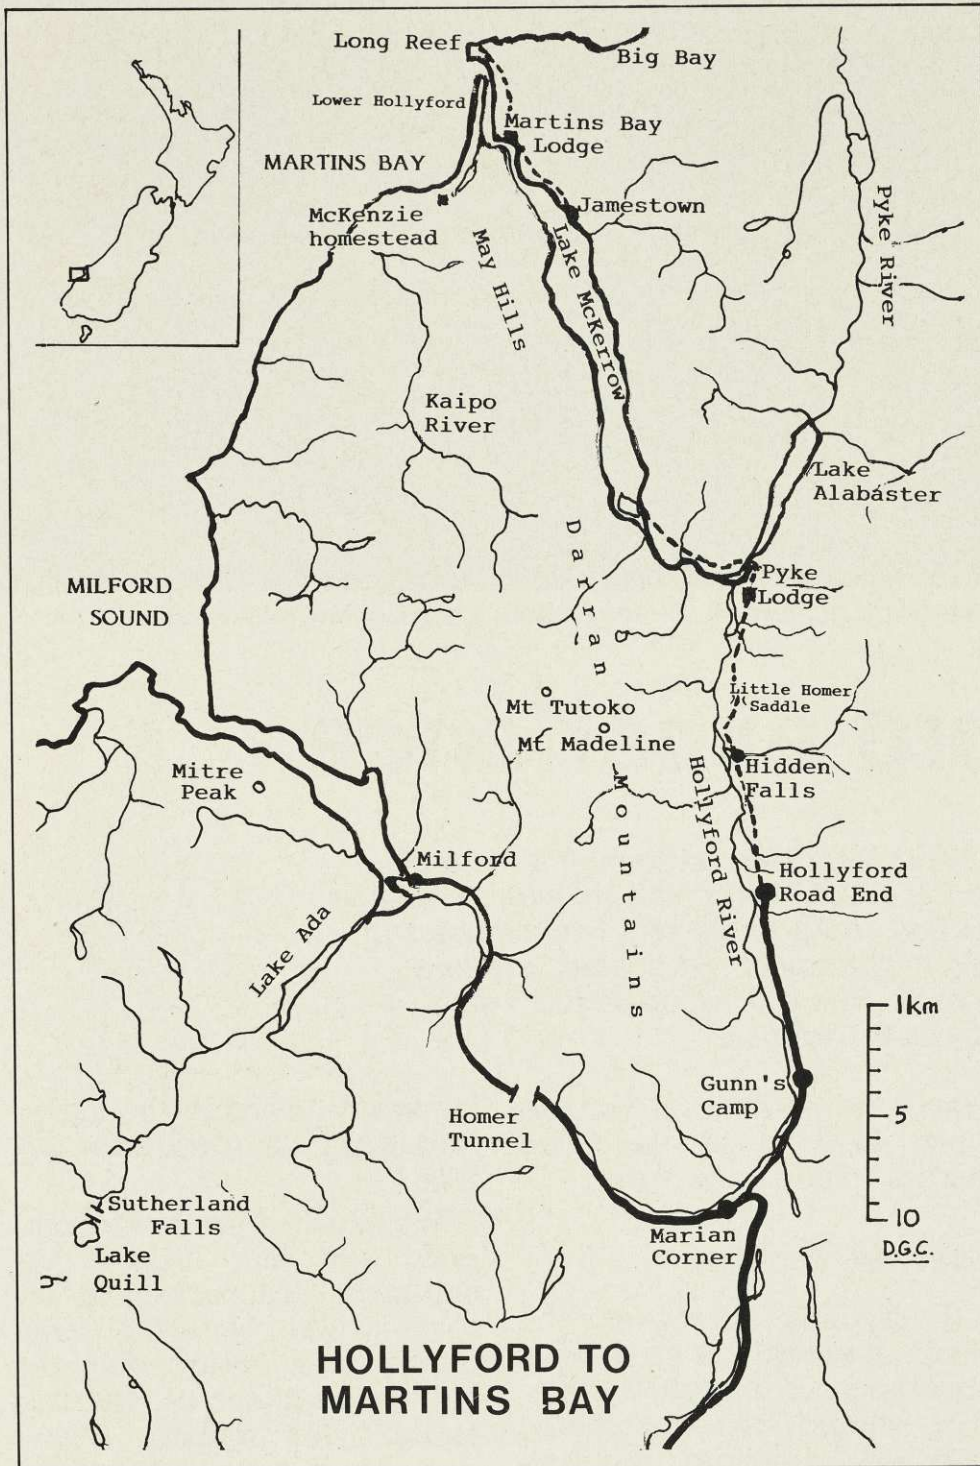 Long Reef
Big Bay
Lower Hollyford
Martins Bay
Lodge
MARTINS BAY
McKenzie
homestead
Jamestown
Pyke River
May Hills
Lake McKerrow
Kaipo
River
Lake
Alabaster
MILFORD
SOUND
Pyke
Lodge
Darran Mountains
Little Homer
Saddle
Mt Tutoko
Mt Madeline
Mitre
Peak
Hidden
Falls
Hollyford River
Milford
Hollyford
Road End
Lake Ada
1km
5
10
D.G.C.
Gunn's
Camp
Homer
Tunnel
Marian
Corner
Sutherland
Falls
Lake
Quill
HOLLYFORD TO
MARTINS BAY